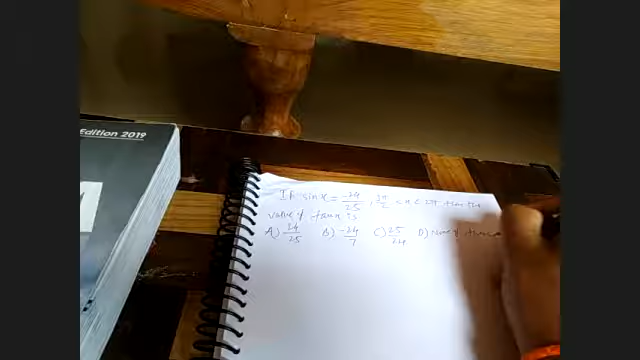 Edition 2019
If sin x = -24/25, 3π/2 < x < 2π then the
value of tan x is
A) 24/25 B) -24/7 C) 25/24 D) None of these